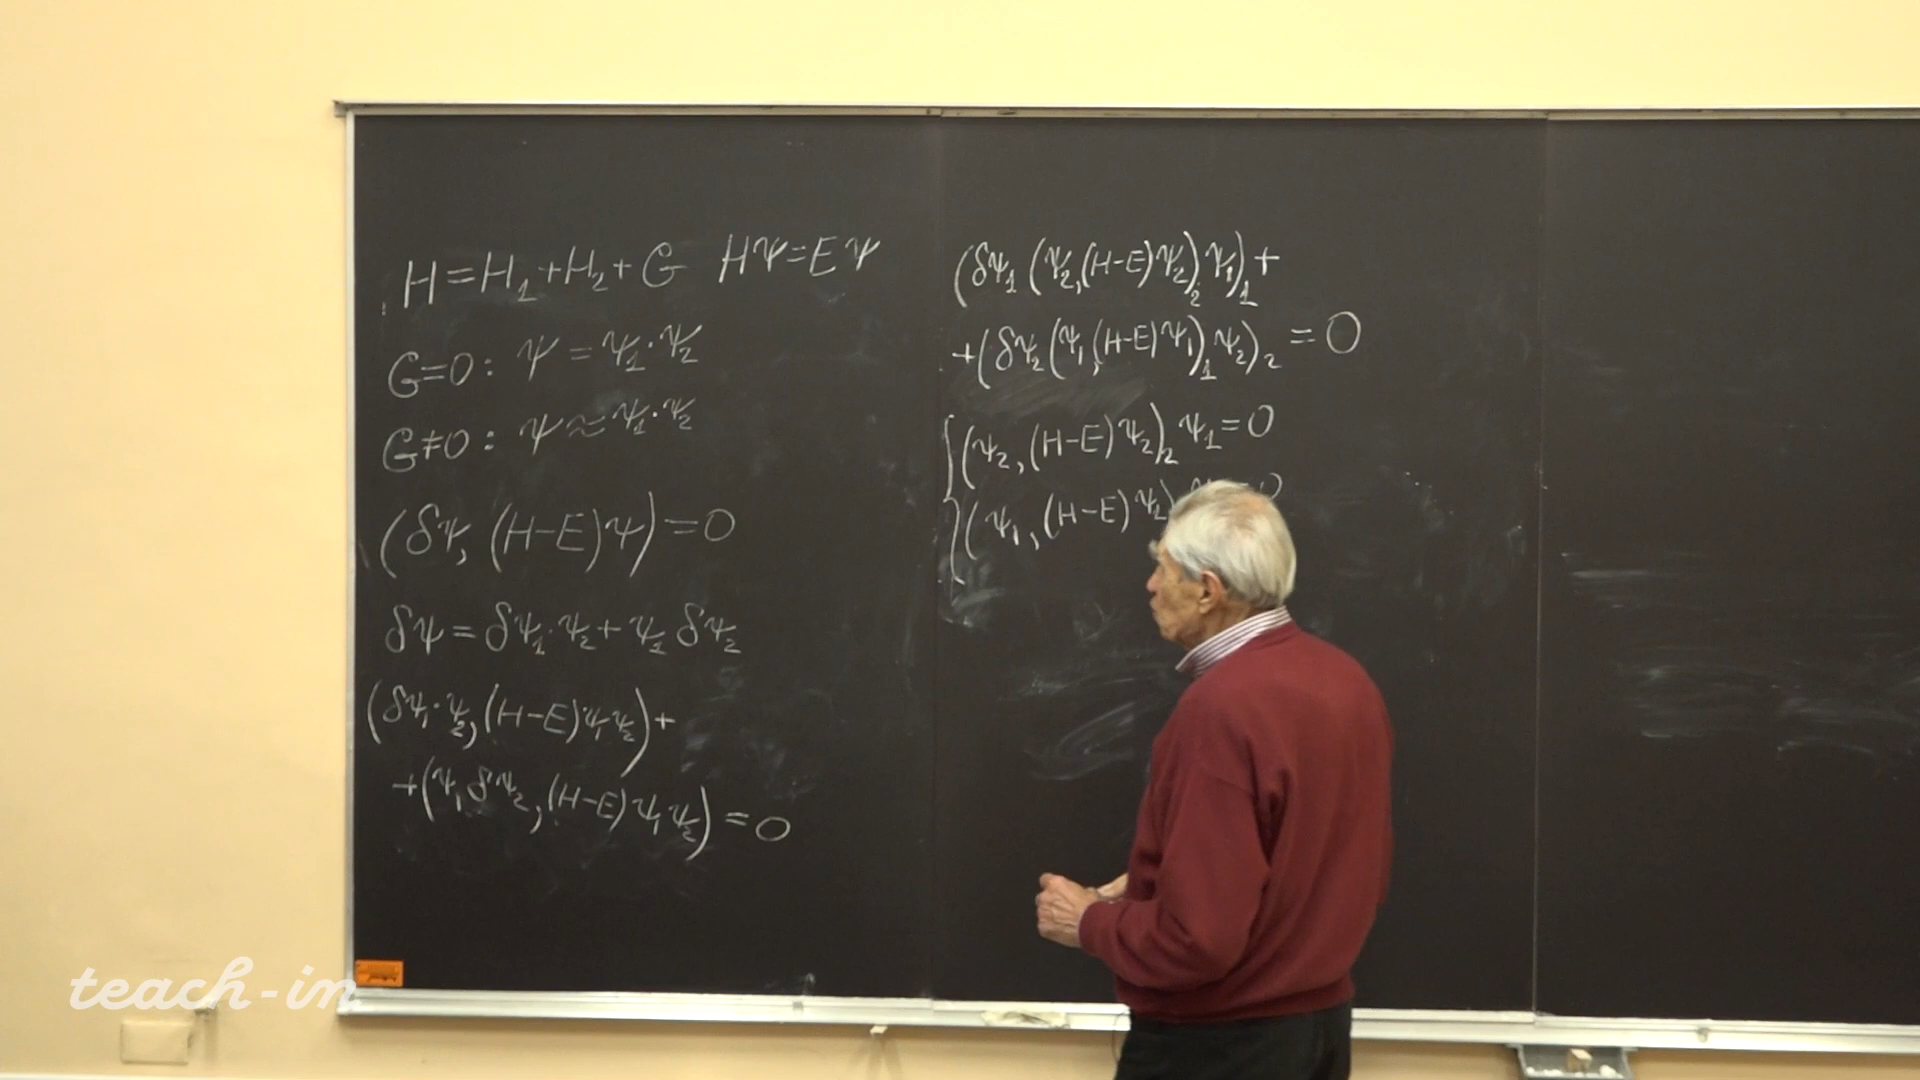 H = H₁ + H₂ + G   HΨ = EΨ
G=0 : Ψ = Ψ₁·Ψ₂
G≠0 : Ψ ≈ Ψ₁·Ψ₂
(δΨ, (H−E)Ψ) = 0
δΨ = δΨ₁·Ψ₂ + Ψ₁ δΨ₂
(δΨ₁·Ψ₂, (H−E)Ψ₁Ψ₂) +
+ (Ψ₁ δΨ₂, (H−E)Ψ₁Ψ₂) = 0
(δΨ₁ (Ψ₂,(H−E)Ψ₂)₂ Ψ₁)₁ +
+ (δΨ₂ (Ψ₁,(H−E)Ψ₁)₁ Ψ₂)₂ = 0
{(Ψ₂, (H−E)Ψ₂)₂ Ψ₁ = 0
(Ψ₁, (H−E)Ψ₁)
teach-in